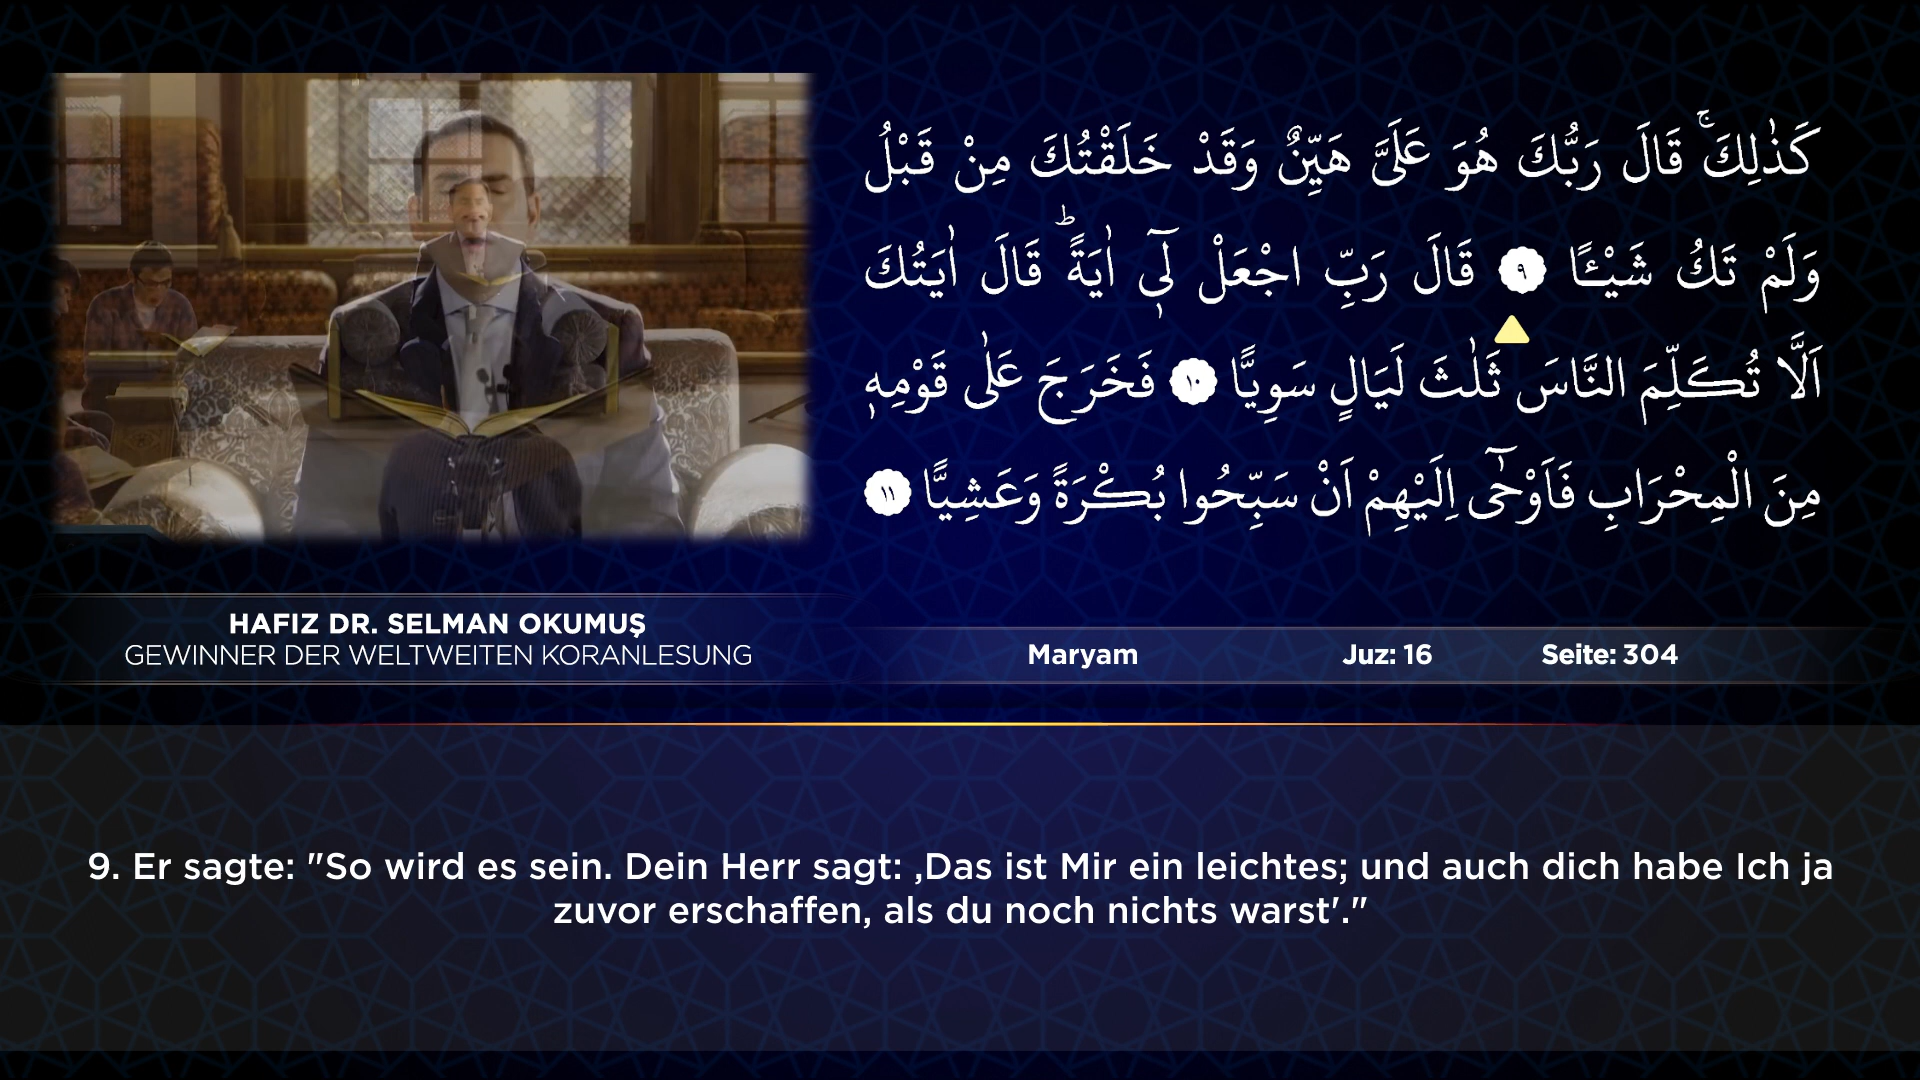 كَذٰلِكَۚ قَالَ رَبُّكَ هُوَ عَلَيَّ هَيِّنٌ وَقَدْ خَلَقْتُكَ مِنْ قَبْلُ
وَلَمْ تَكُ شَيْـًٔا ﴿٩﴾ قَالَ رَبِّ اجْعَلْ ل۪ٓي اٰيَةًۜ قَالَ اٰيَتُكَ
اَلَّا تُكَلِّمَ النَّاسَ ثَلٰثَ لَيَالٍ سَوِيًّا ﴿١٠﴾ فَخَرَجَ عَلٰى قَوْمِه۪
مِنَ الْمِحْرَابِ فَاَوْحٰٓى اِلَيْهِمْ اَنْ سَبِّحُوا بُكْرَةً وَعَشِيًّا ﴿١١﴾
HAFIZ DR. SELMAN OKUMUŞ
GEWINNER DER WELTWEITEN KORANLESUNG
Maryam Juz: 16 Seite: 304
9. Er sagte: "So wird es sein. Dein Herr sagt: ,Das ist Mir ein leichtes; und auch dich habe Ich ja
zuvor erschaffen, als du noch nichts warst'."